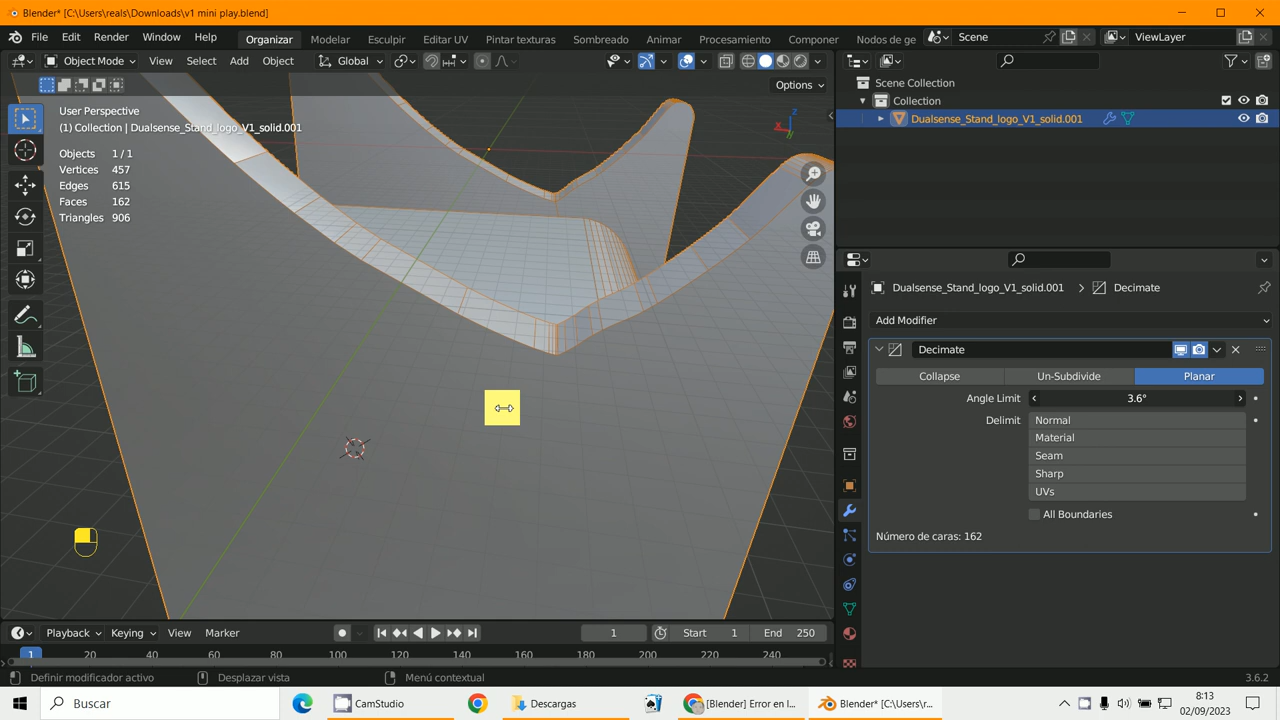 Blender* [C:\Users\reals\Downloads\v1 mini play.blend]
File Edit Render Window Help Organizar Modelar Esculpir Editar UV Pintar texturas Sombreado Animar Procesamiento Componer Nodos de ge Scene ViewLayer
Object Mode View Select Add Object Global
Options
User Perspective
(1) Collection | Dualsense_Stand_logo_V1_solid.001
Objects 1 / 1
Vertices 457
Edges 615
Faces 162
Triangles 906
Z
Scene Collection
Collection
Dualsense_Stand_logo_V1_solid.001
Dualsense_Stand_logo_V1_solid.001 Decimate
Add Modifier
Decimate
Collapse Un-Subdivide Planar
Angle Limit 3.6°
Delimit Normal
Material
Seam
Sharp
UVs
All Boundaries
Número de caras: 162
Playback Keying View Marker 1 Start 1 End 250
1 20 40 60 80 100 120 140 160 180 200 220 240
Definir modificador activo Desplazar vista Menú contextual 3.6.2
Buscar CamStudio Descargas [Blender] Error en l... Blender* [C:\Users\r...
8:13
02/09/2023